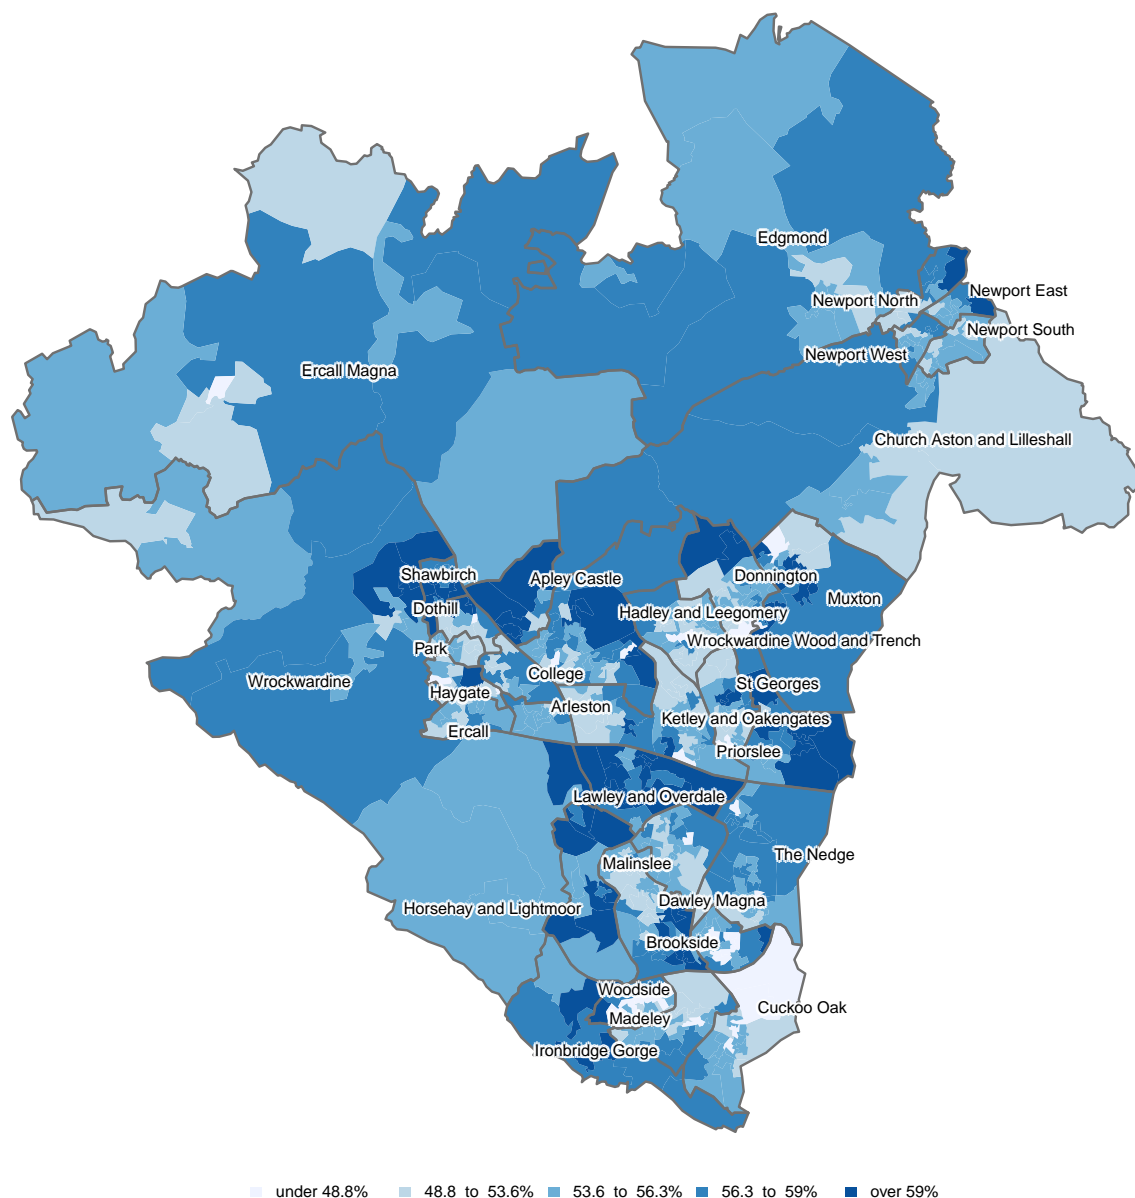 Edgmond
Newport East
Newport North
Newport South
Newport West
Ercall Magna
Church Aston and Lilleshall
Shawbirch
Apley Castle
Donnington
Muxton
Dothill
Hadley and Leegomery
Wrockwardine Wood and Trench
Park
College
St Georges
Wrockwardine
Haygate
Arleston
Ketley and Oakengates
Ercall
Priorslee
Lawley and Overdale
The Nedge
Malinslee
Dawley Magna
Horsehay and Lightmoor
Brookside
Woodside
Cuckoo Oak
Madeley
Ironbridge Gorge
under 48.8% 48.8 to 53.6% 53.6 to 56.3% 56.3 to 59% over 59%